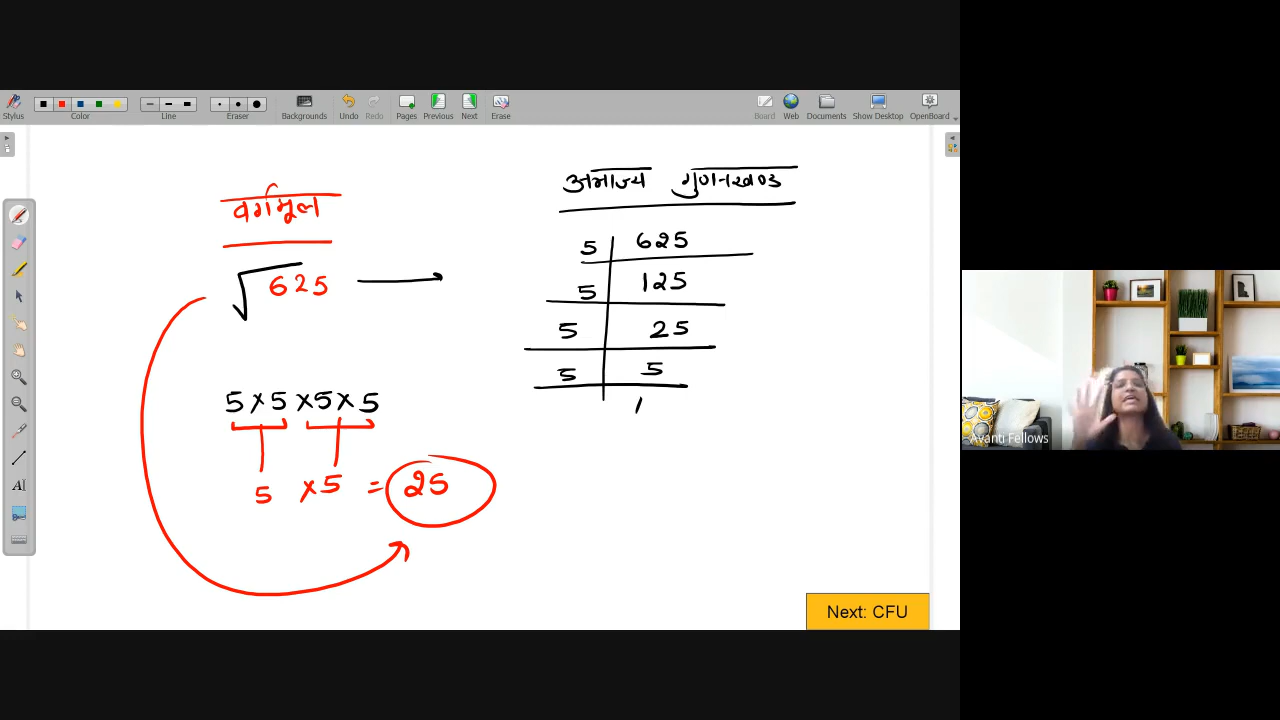 Stylus
Color
Line
Eraser
Backgrounds
Undo
Redo
Pages
Previous
Next
Erase
Board
Web
Documents
Show Desktop
OpenBoard
वर्गमूल
√625
5 × 5 × 5 × 5
5 × 5 = 25
अभाज्य गुणनखण्ड
5 | 625
5 | 125
5 | 25
5 | 5
1
Next: CFU
Avanti Fellows